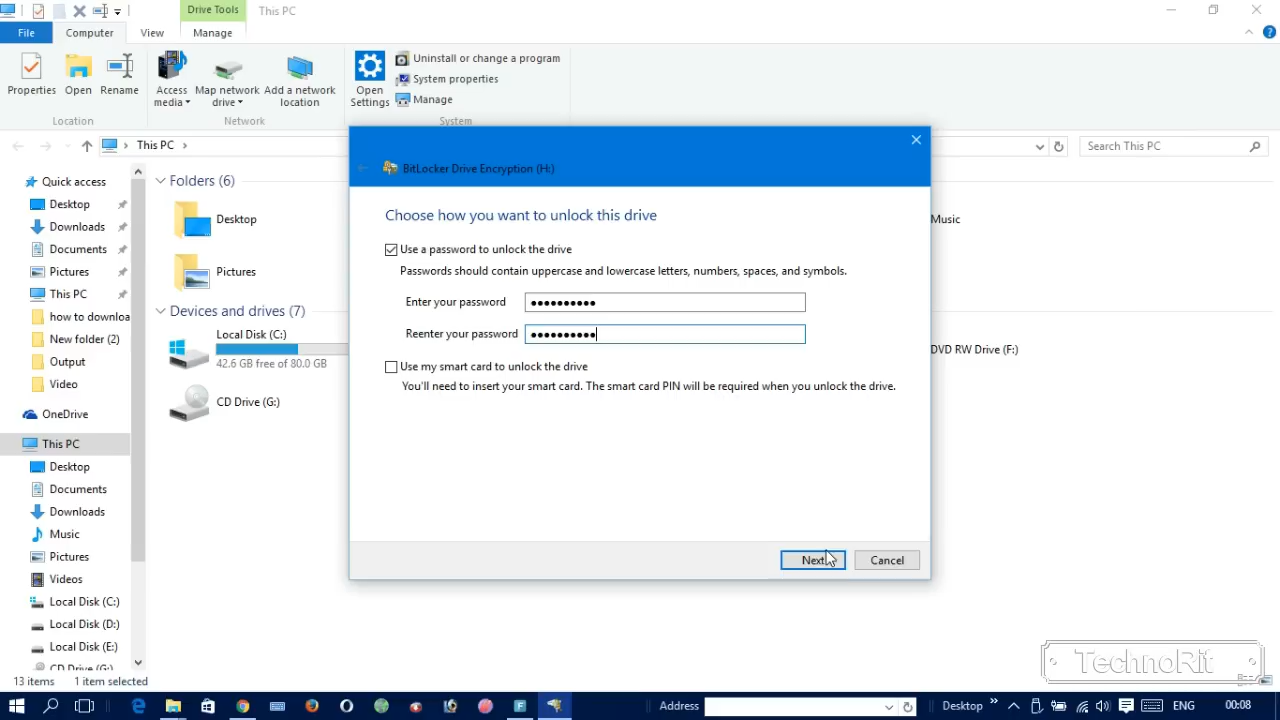 Drive Tools
This PC
File
Computer
View
Manage
Properties
Open
Rename
Location
Access media
Map network drive
Add a network location
Network
Open Settings
Uninstall or change a program
System properties
Manage
System
This PC
Search This PC
Quick access
Desktop
Downloads
Documents
Pictures
This PC
how to downloa
New folder (2)
Output
Video
OneDrive
This PC
Desktop
Documents
Downloads
Music
Pictures
Videos
Local Disk (C:)
Local Disk (D:)
Local Disk (E:)
CD Drive (G:)
Folders (6)
Desktop
Pictures
Music
Devices and drives (7)
Local Disk (C:)
42.6 GB free of 80.0 GB
CD Drive (G:)
DVD RW Drive (F:)
BitLocker Drive Encryption (H:)
Choose how you want to unlock this drive
Use a password to unlock the drive
Passwords should contain uppercase and lowercase letters, numbers, spaces, and symbols.
Enter your password
Reenter your password
Use my smart card to unlock the drive
You'll need to insert your smart card. The smart card PIN will be required when you unlock the drive.
Next
Cancel
TechnoRit
13 items
1 item selected
Address
Desktop
ENG
00:08